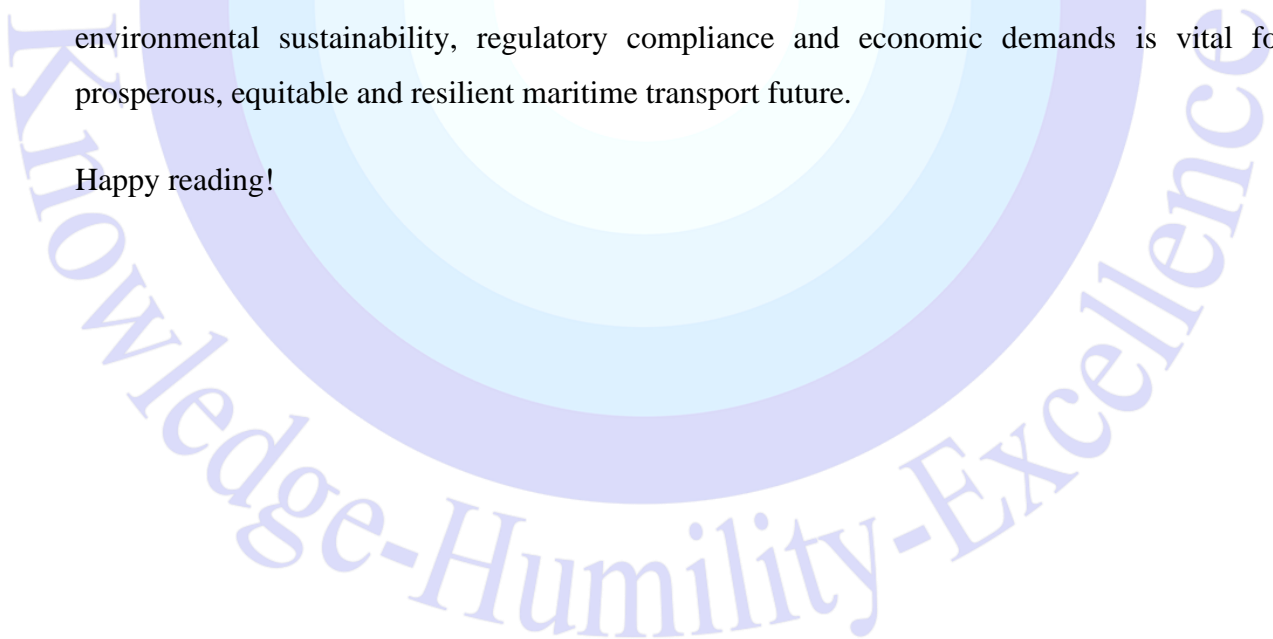 environmental sustainability, regulatory compliance and economic demands is vital fo
prosperous, equitable and resilient maritime transport future.
Happy reading!
Knowledge-Humility-Excellence